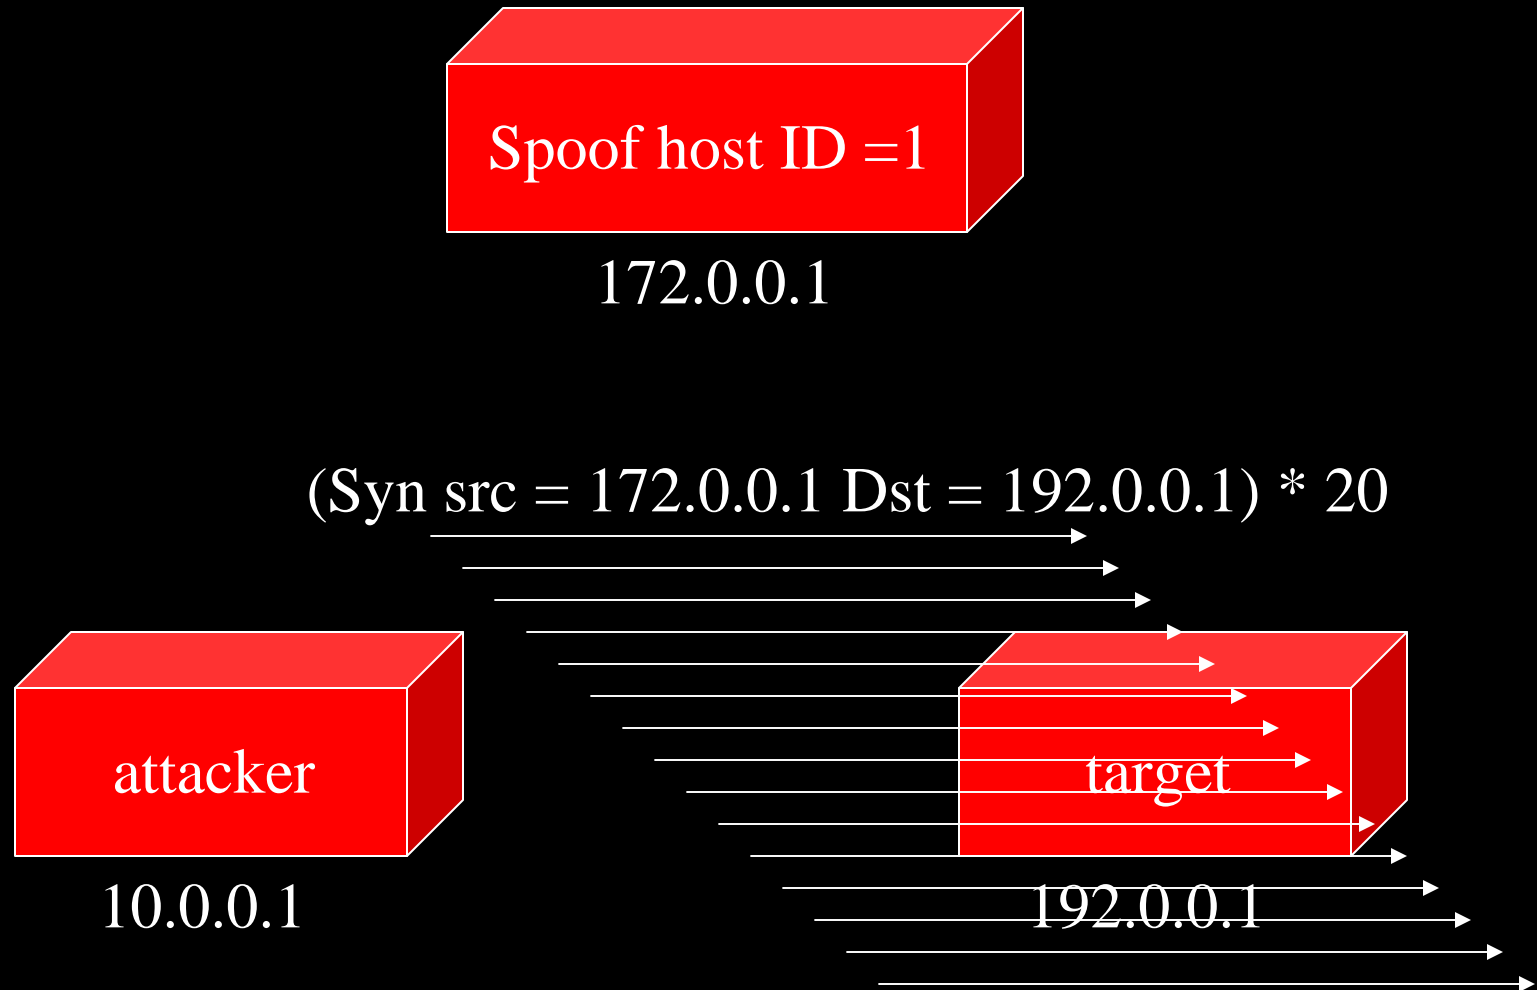 Spoof host ID =1
172.0.0.1
(Syn src = 172.0.0.1 Dst = 192.0.0.1) * 20
attacker
target
10.0.0.1
192.0.0.1